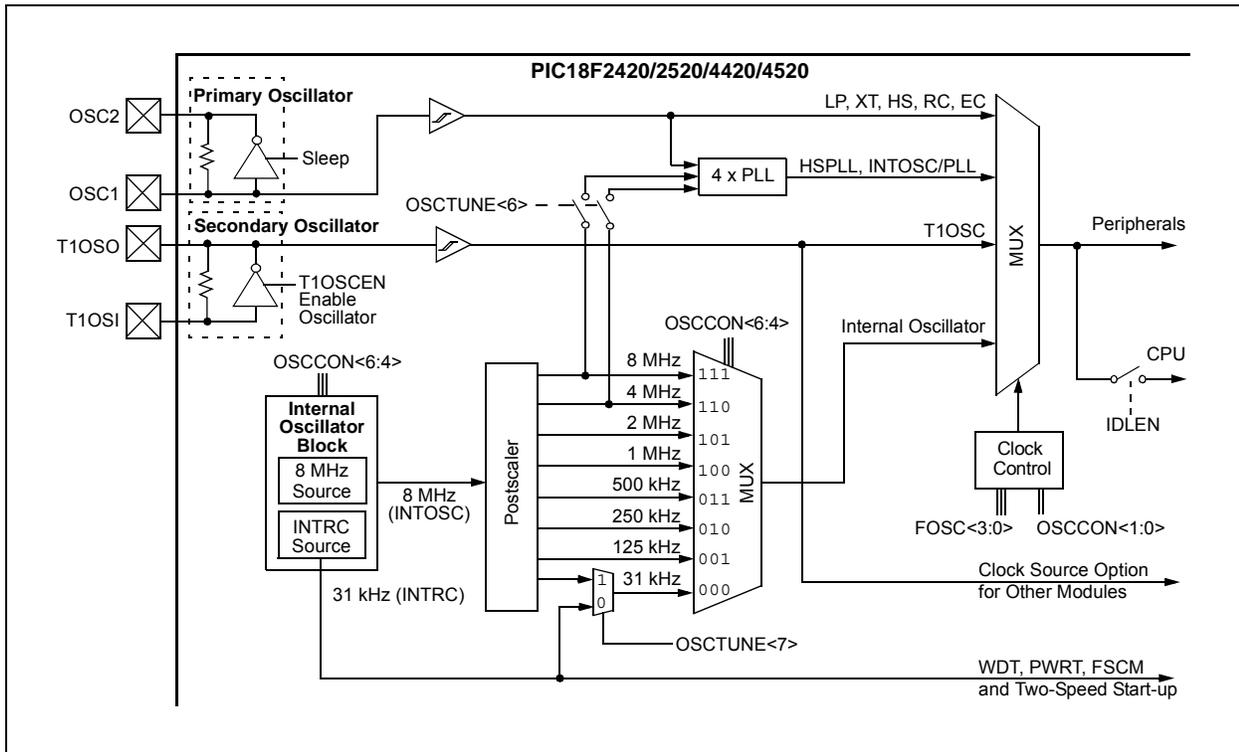 PIC18F2420/2520/4420/4520
Primary Oscillator
OSC2
Sleep
OSC1
LP, XT, HS, RC, EC
4 x PLL
HSPLL, INTOSC/PLL
OSCTUNE<6>
Secondary Oscillator
T1OSO
T1OSCEN
Enable
Oscillator
T1OSI
T1OSC
MUX
Peripherals
Internal Oscillator
CPU
IDLEN
Clock
Control
FOSC<3:0>
OSCCON<1:0>
Clock Source Option
for Other Modules
OSCCON<6:4>
Internal
Oscillator
Block
8 MHz
Source
INTRC
Source
8 MHz
(INTOSC)
31 kHz (INTRC)
Postscaler
OSCCON<6:4>
8 MHz
111
4 MHz
110
2 MHz
101
1 MHz
100
500 kHz
011
250 kHz
010
125 kHz
001
1
0
31 kHz
000
MUX
OSCTUNE<7>
WDT, PWRT, FSCM
and Two-Speed Start-up